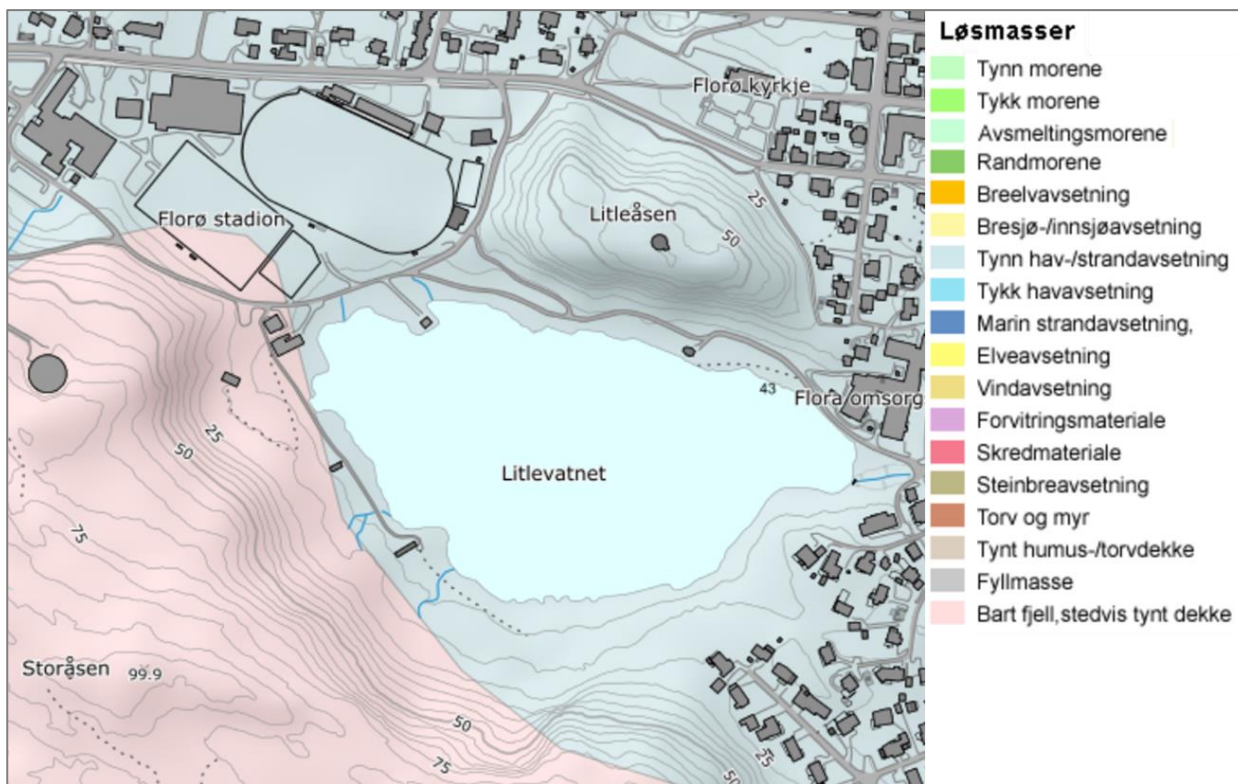 Florø kyrkje
25
Litleåsen
50
Florø stadion
43
Flora omsorg
25
50
Litlevatnet
75
Storåsen
99.9
50
75
25
50
Løsmasser
Tynn morene
Tykk morene
Avsmeltingsmorene
Randmorene
Breelvavsetning
Bresjø-/innsjøavsetning
Tynn hav-/strandavsetning
Tykk havavsetning
Marin strandavsetning,
Elveavsetning
Vindavsetning
Forvitringsmateriale
Skredmateriale
Steinbreavsetning
Torv og myr
Tynt humus-/torvdekke
Fyllmasse
Bart fjell,stedvis tynt dekke